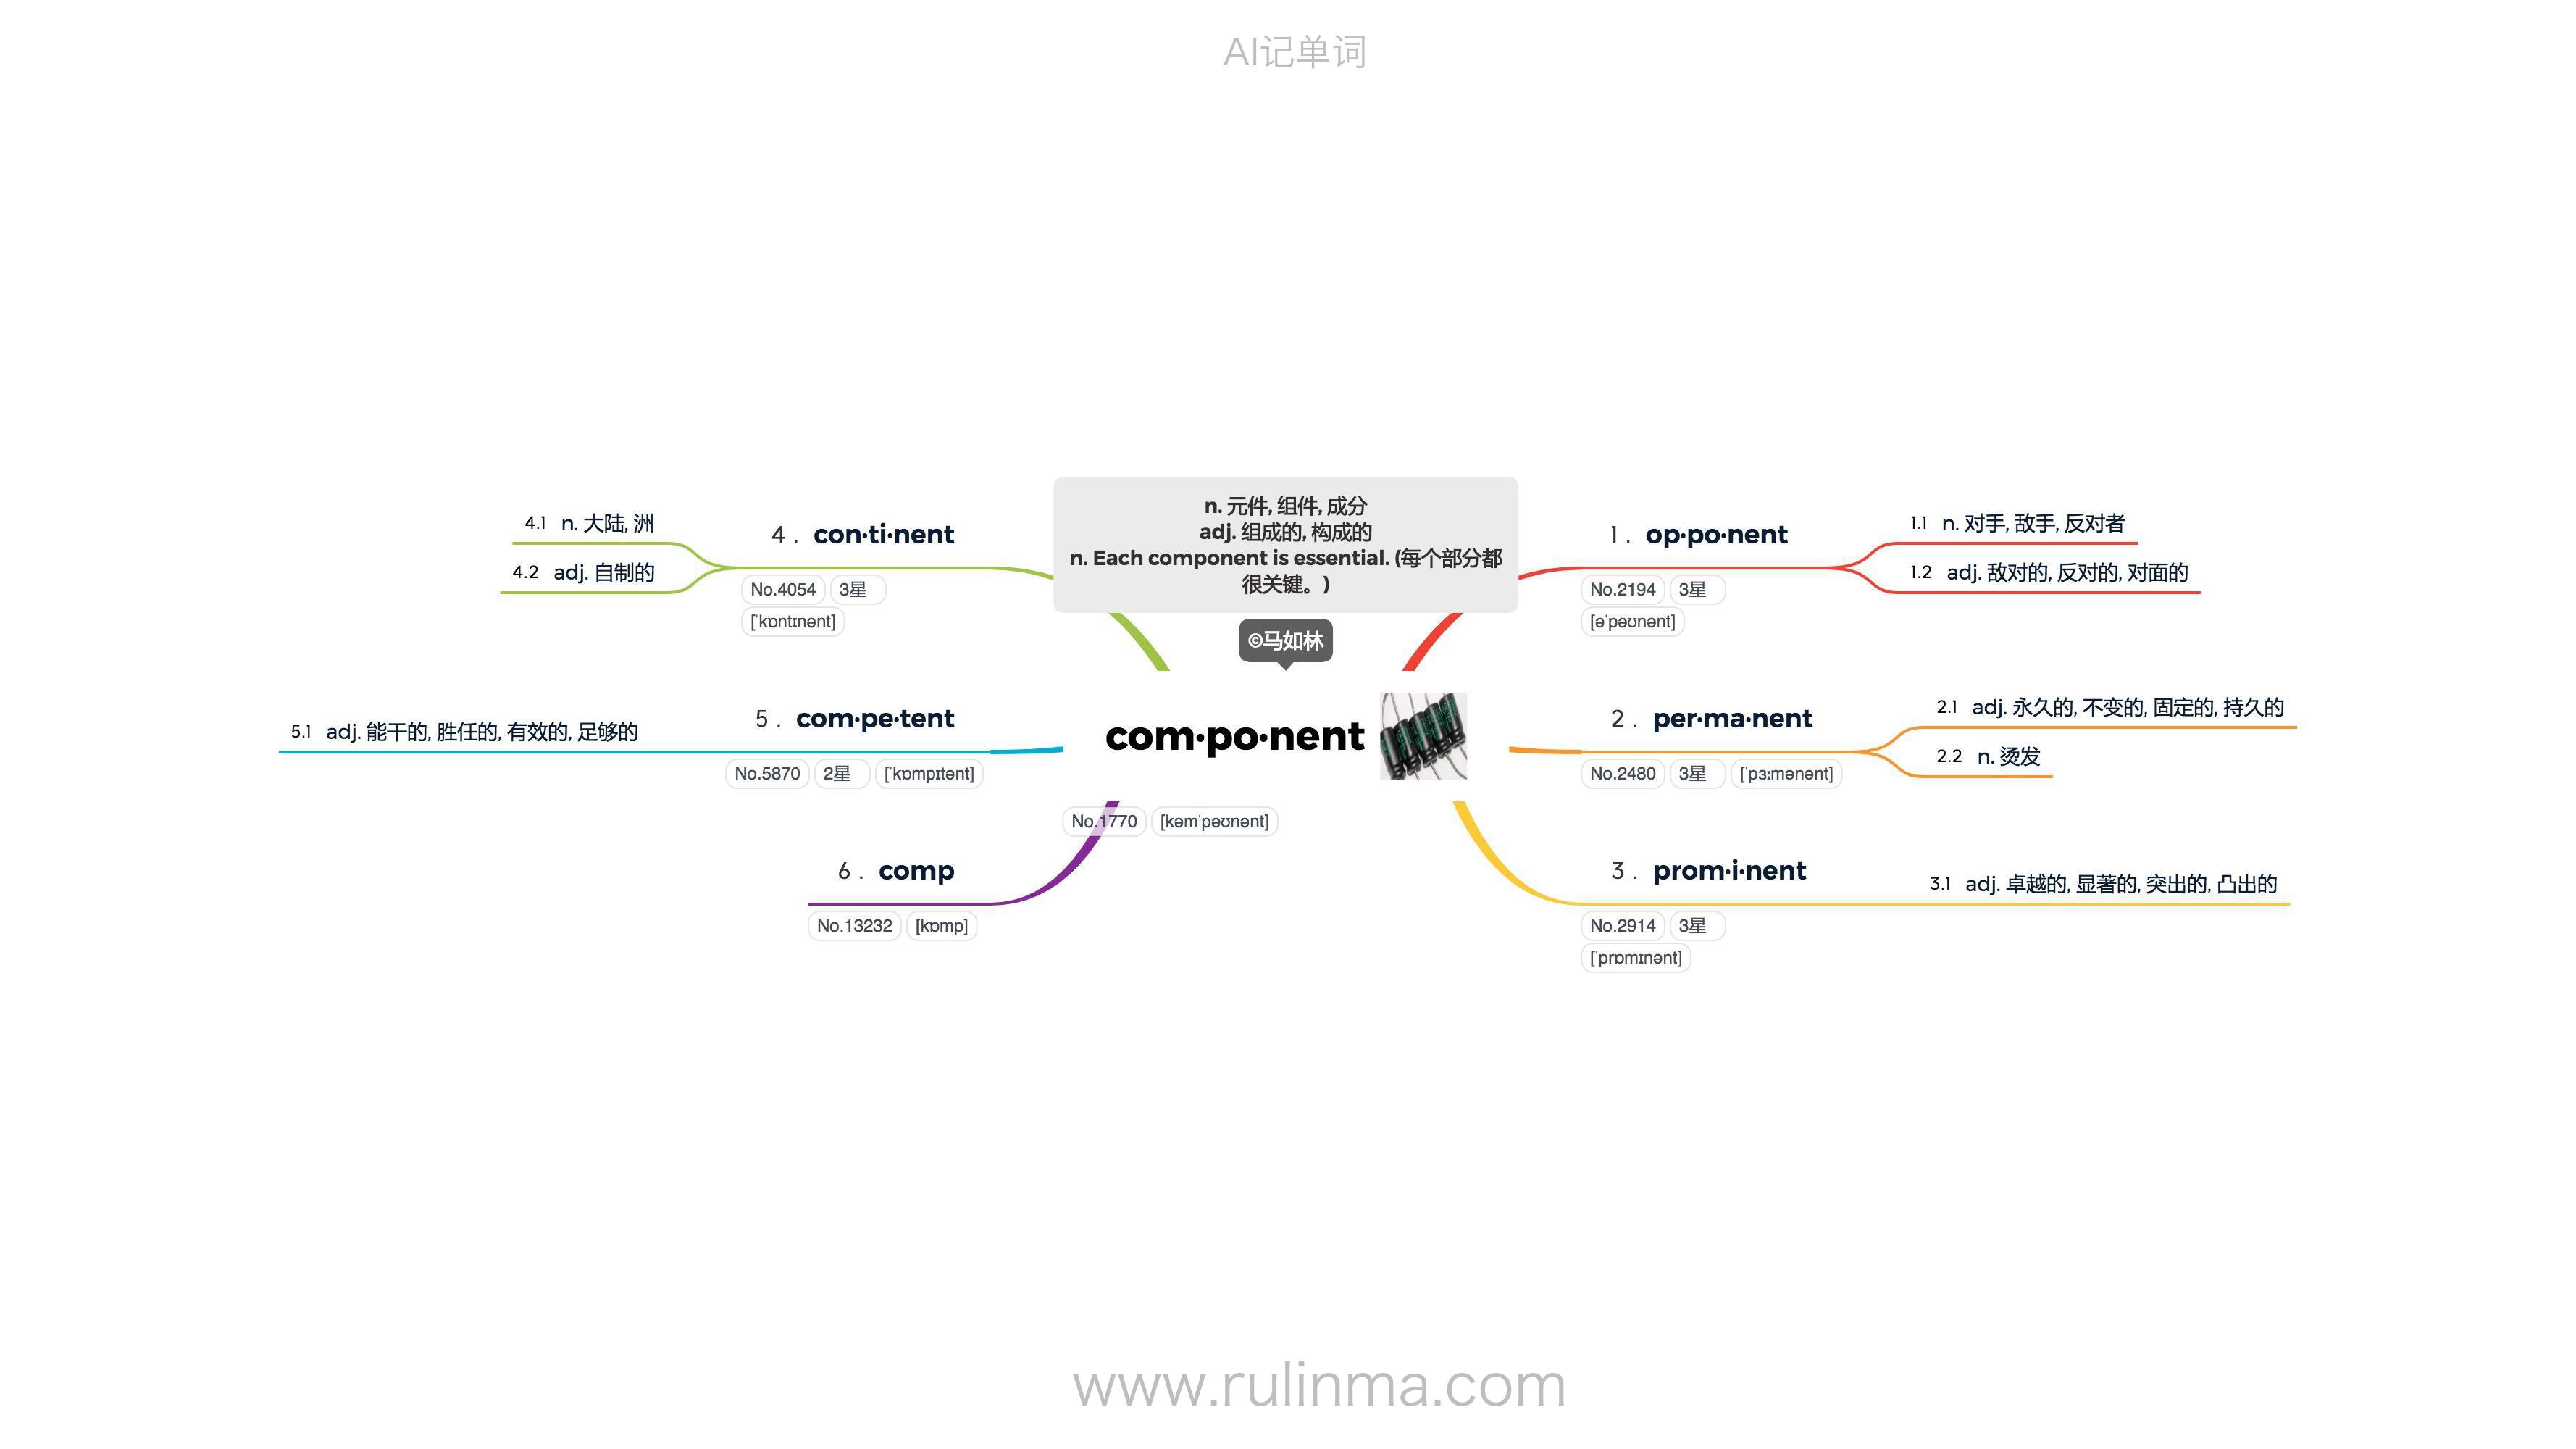 AI记单词
n. 元件, 组件, 成分
adj. 组成的, 构成的
n. Each component is essential. (每个部分都
很关键。)
©马如林
com·po·nent
No.1770 [kəmˈpəʊnənt]
1 . op·po·nent
No.2194 3星
[əˈpəʊnənt]
1.1 n. 对手, 敌手, 反对者
1.2 adj. 敌对的, 反对的, 对面的
2 . per·ma·nent
No.2480 3星 [ˈpɜːmənənt]
2.1 adj. 永久的, 不变的, 固定的, 持久的
2.2 n. 烫发
3 . prom·i·nent
No.2914 3星
[ˈprɒmɪnənt]
3.1 adj. 卓越的, 显著的, 突出的, 凸出的
4 . con·ti·nent
No.4054 3星
[ˈkɒntɪnənt]
4.1 n. 大陆, 洲
4.2 adj. 自制的
5 . com·pe·tent
No.5870 2星 [ˈkɒmpɪtənt]
5.1 adj. 能干的, 胜任的, 有效的, 足够的
6 . comp
No.13232 [kɒmp]
www.rulinma.com